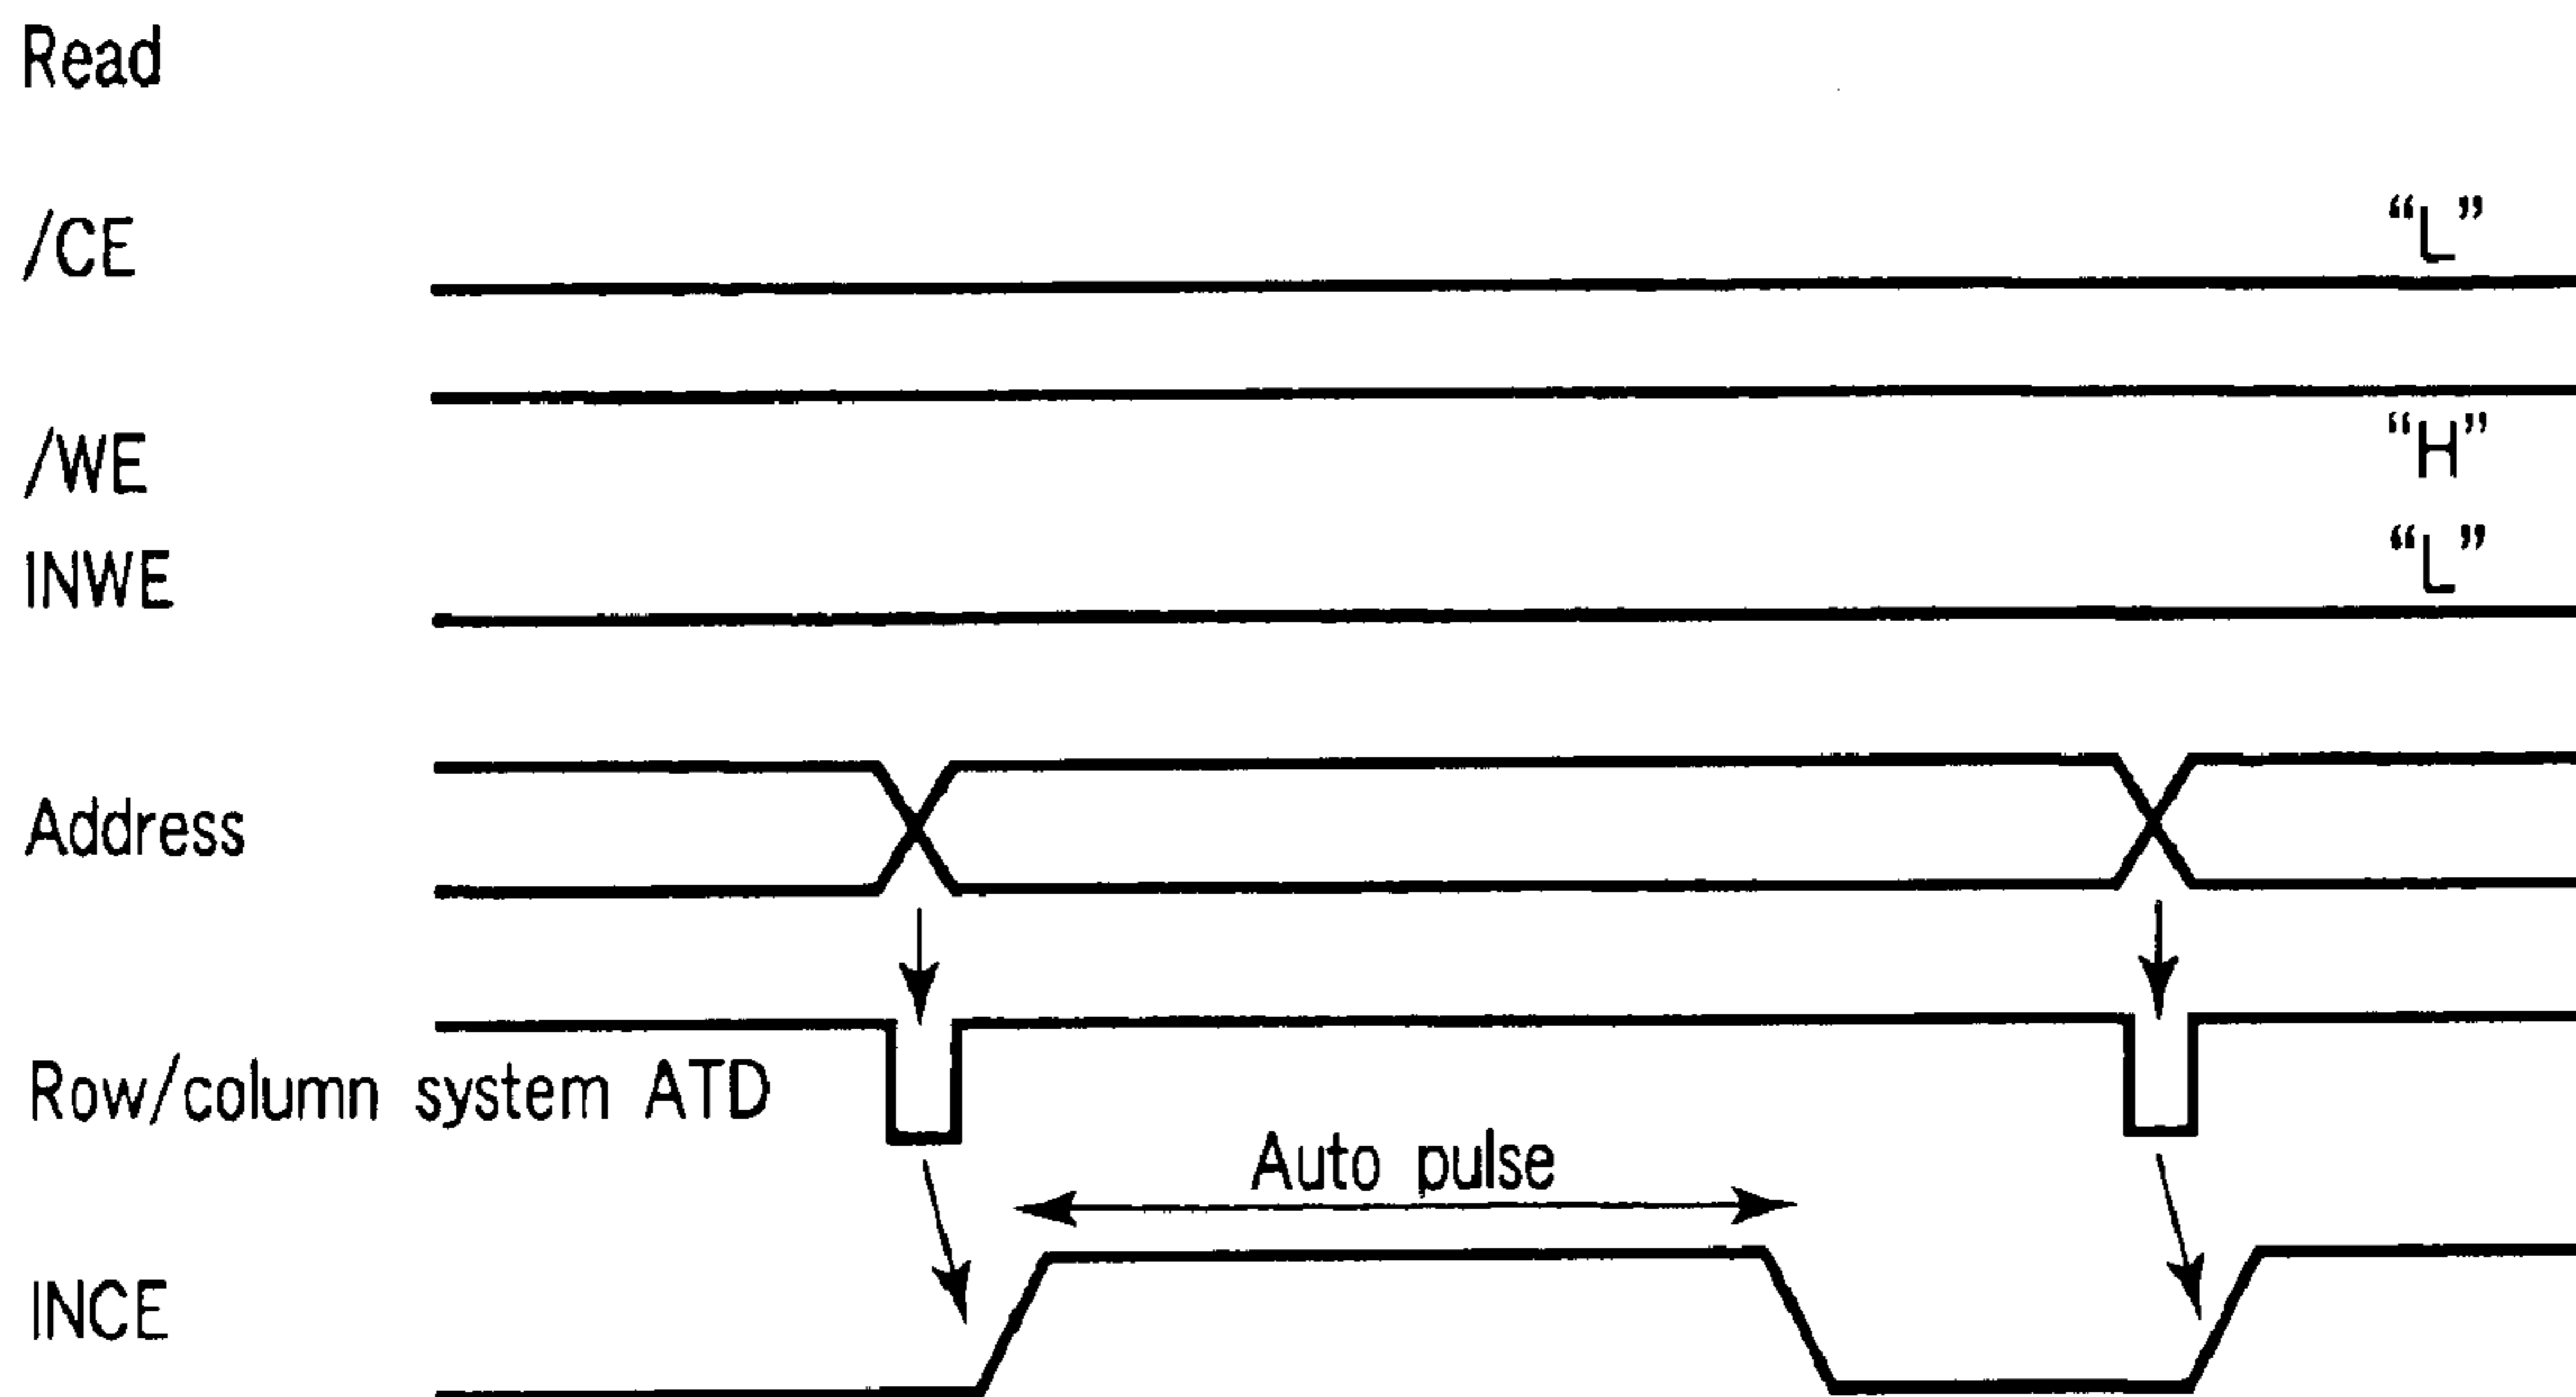 Read
/CE “L”
/WE “H”
INWE “L”
Address
Row/column system ATD
Auto pulse
INCE